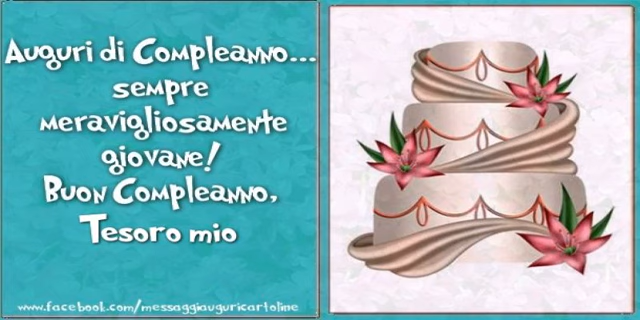 Auguri di Compleanno...
sempre
meravigliosamente
giovane!
Buon Compleanno,
Tesoro mio
www.facebook.com/messaggiauguricartoline